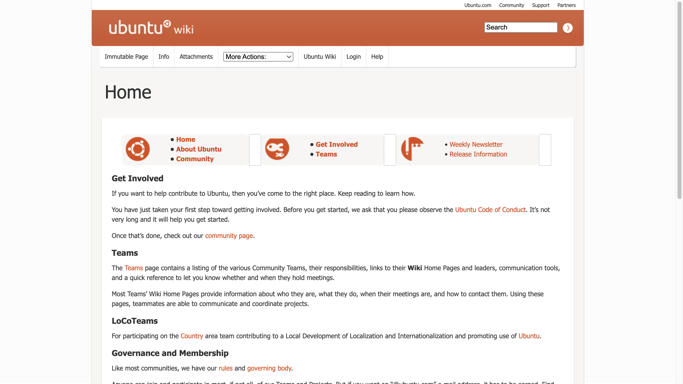 Ubuntu.com Community Support Partners
ubuntu wiki
Search
Immutable Page Info Attachments More Actions: Ubuntu Wiki Login Help
Home
Home
About Ubuntu
Community
Get Involved
Teams
Weekly Newsletter
Release Information
Get Involved
If you want to help contribute to Ubuntu, then you've come to the right place. Keep reading to learn how.
You have just taken your first step toward getting involved. Before you get started, we ask that you please observe the Ubuntu Code of Conduct. It's not
very long and it will help you get started.
Once that's done, check out our community page.
Teams
The Teams page contains a listing of the various Community Teams, their responsibilities, links to their Wiki Home Pages and leaders, communication tools,
and a quick reference to let you know whether and when they hold meetings.
Most Teams' Wiki Home Pages provide information about who they are, what they do, when their meetings are, and how to contact them. Using these
pages, teammates are able to communicate and coordinate projects.
LoCoTeams
For participating on the Country area team contributing to a Local Development of Localization and Internationalization and promoting use of Ubuntu.
Governance and Membership
Like most communities, we have our rules and governing body.